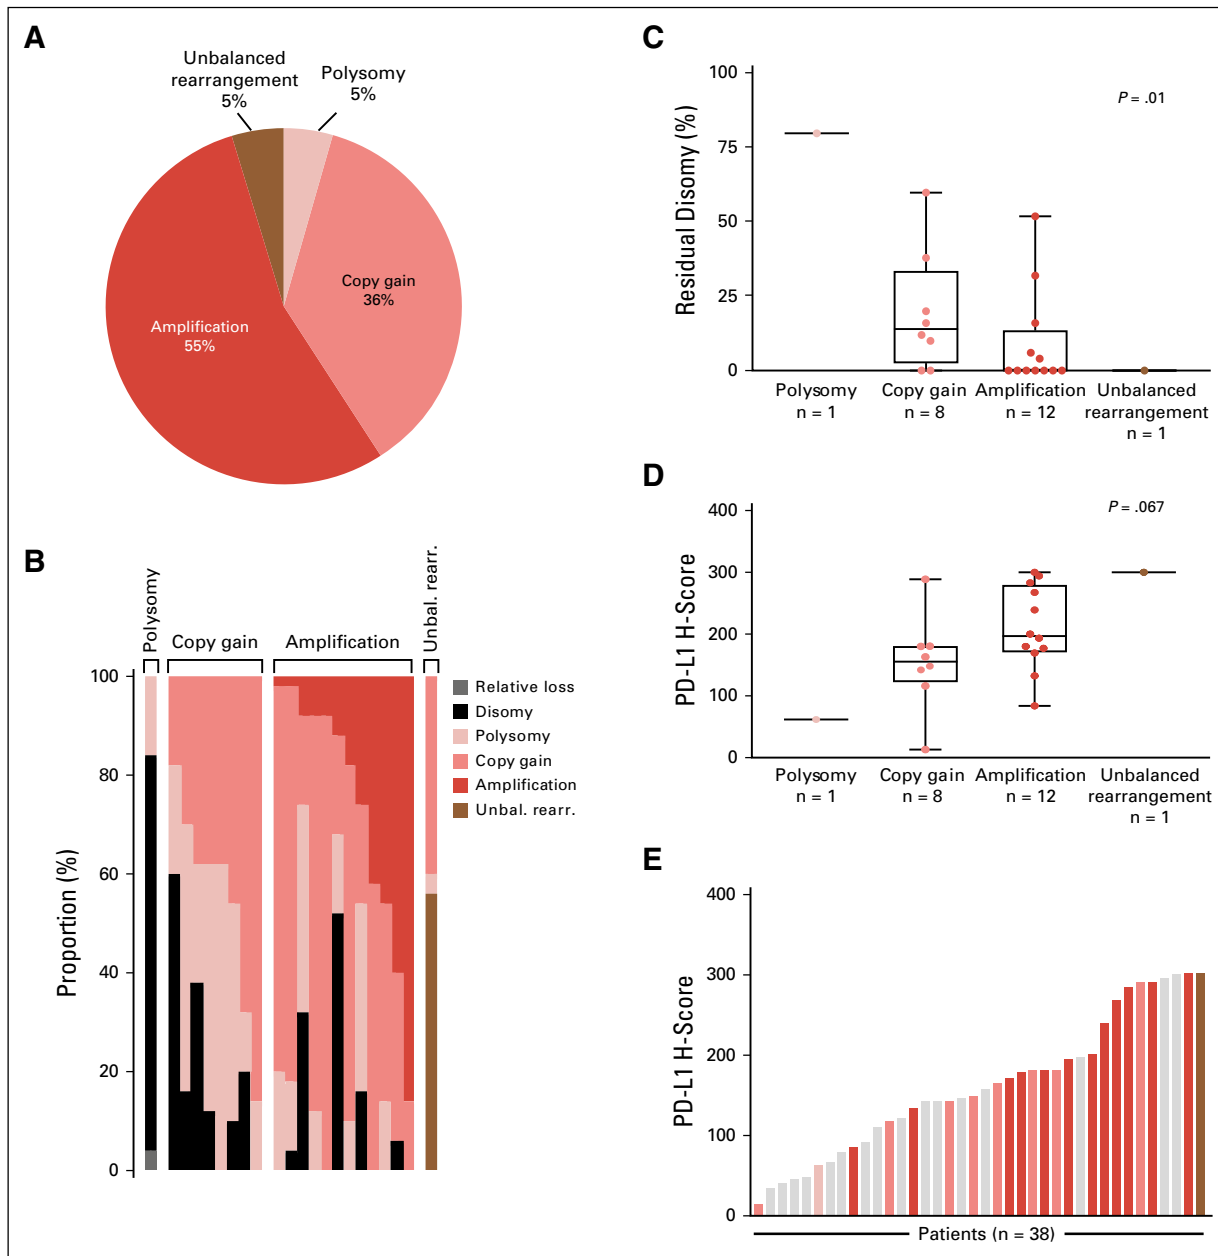 A
Unbalanced
rearrangement
5%
Polysomy
5%
Copy gain
36%
Amplification
55%
B
Polysomy
Copy gain
Amplification
Unbal. rearr.
Proportion (%)
100
80
60
40
20
0
Relative loss
Disomy
Polysomy
Copy gain
Amplification
Unbal. rearr.
C
P = .01
Residual Disomy (%)
100
75
50
25
0
Polysomy
n = 1
Copy gain
n = 8
Amplification
n = 12
Unbalanced
rearrangement
n = 1
D
P = .067
PD-L1 H-Score
400
300
200
100
0
Polysomy
n = 1
Copy gain
n = 8
Amplification
n = 12
Unbalanced
rearrangement
n = 1
E
PD-L1 H-Score
400
300
200
100
0
Patients (n = 38)